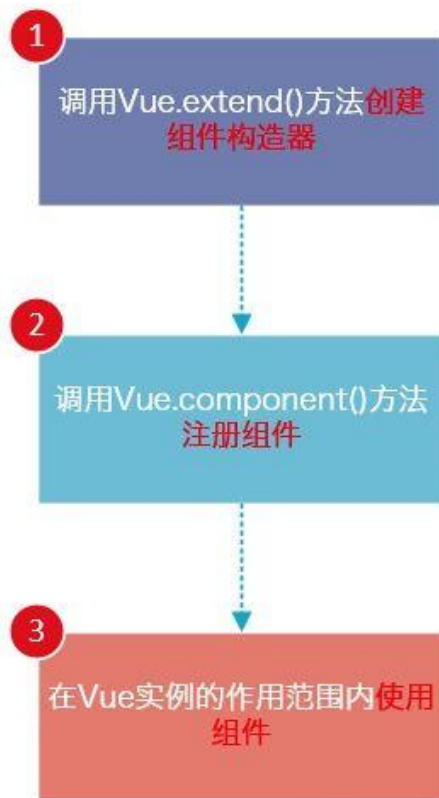 1
调用Vue.extend()方法创建
组件构造器
2
调用Vue.component()方法
注册组件
3
在Vue实例的作用范围内使用
组件